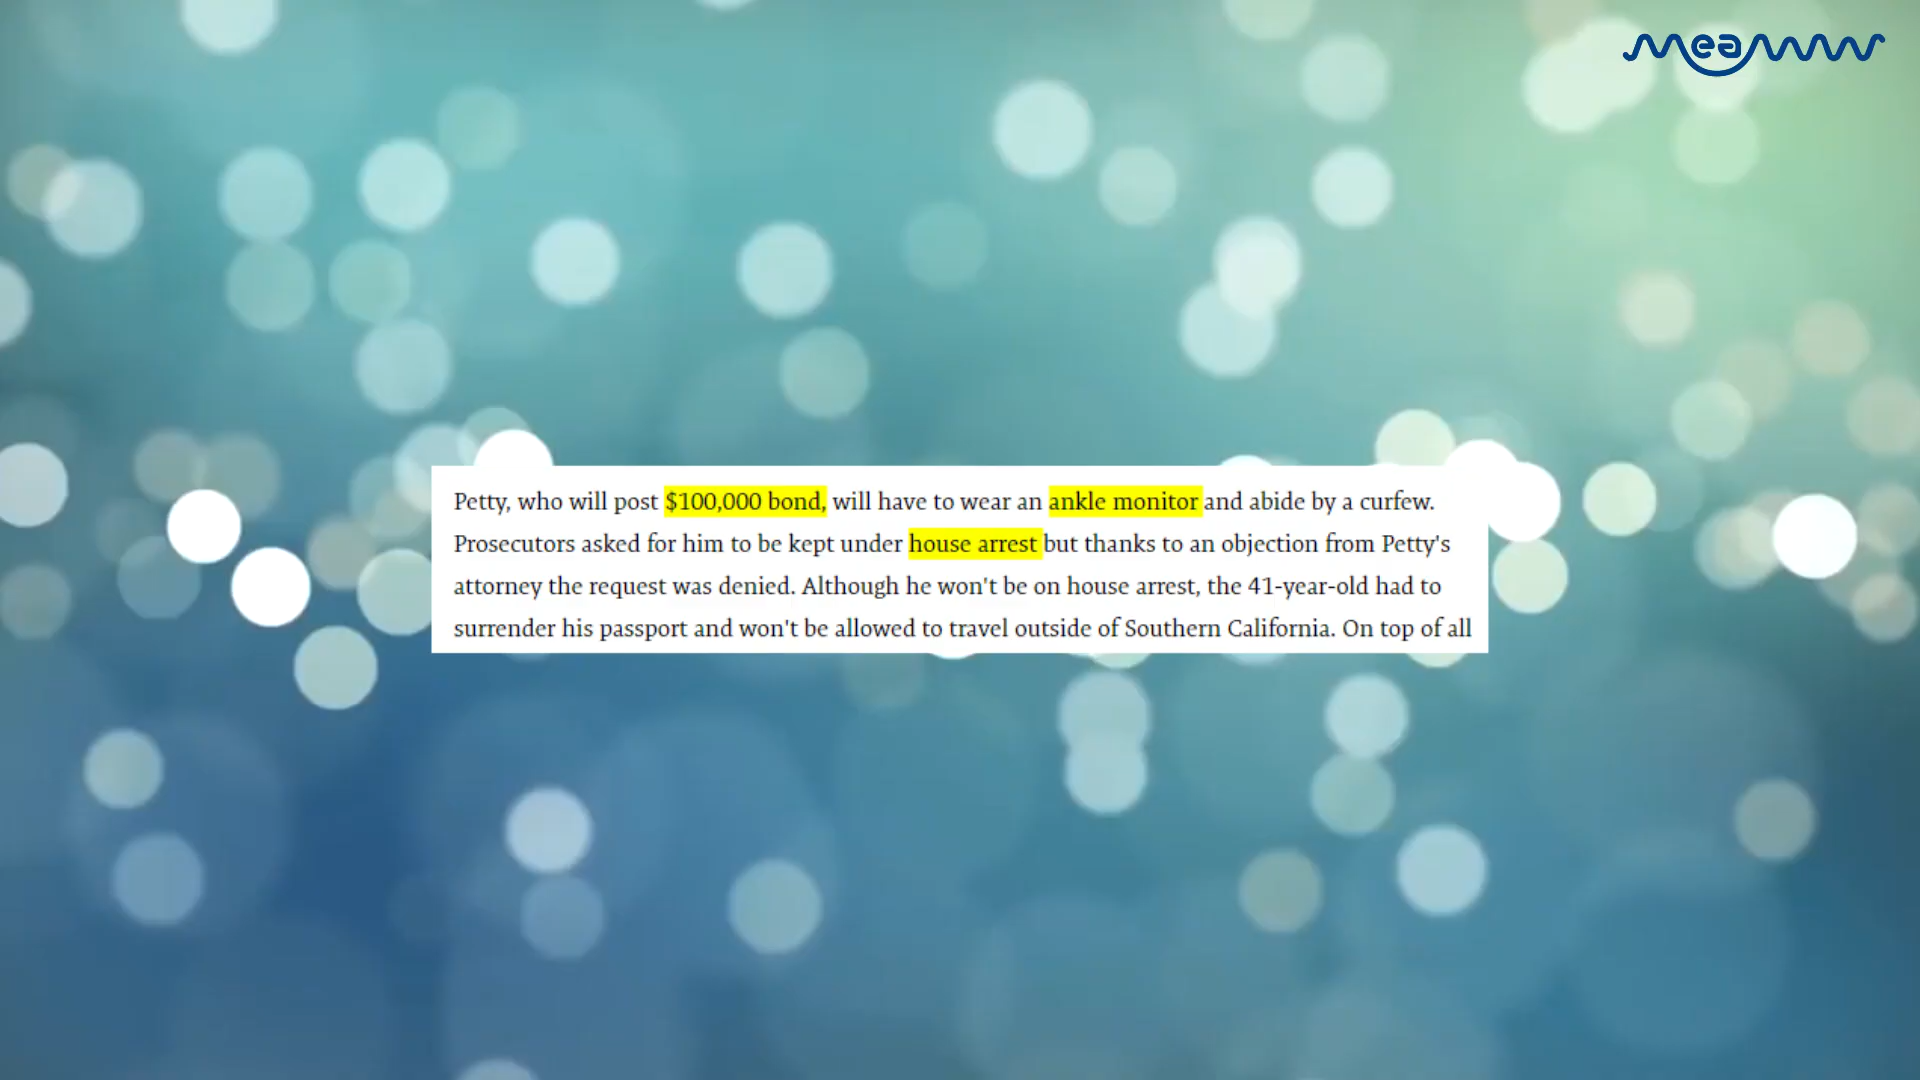 meaww
Petty, who will post $100,000 bond, will have to wear an ankle monitor and abide by a curfew.
Prosecutors asked for him to be kept under house arrest but thanks to an objection from Petty's
attorney the request was denied. Although he won't be on house arrest, the 41-year-old had to
surrender his passport and won't be allowed to travel outside of Southern California. On top of all